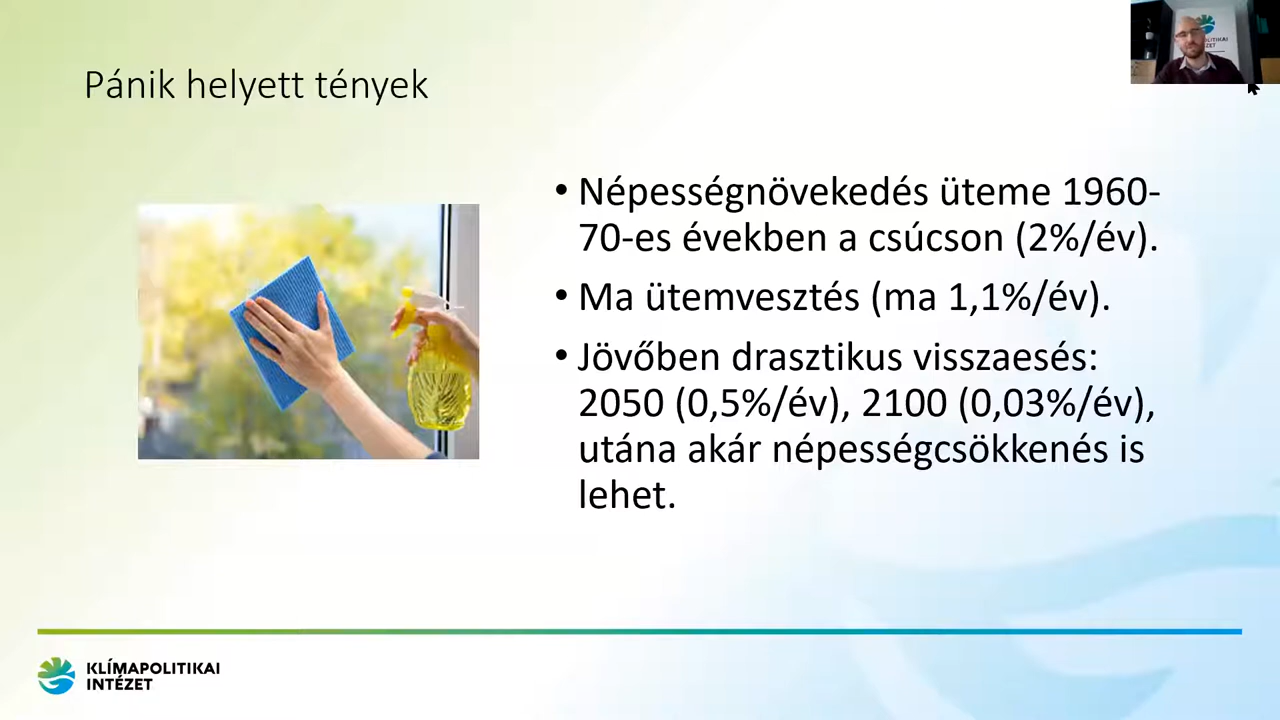 Pánik helyett tények
• Népességnövekedés üteme 1960-
70-es években a csúcson (2%/év).
• Ma ütemvesztés (ma 1,1%/év).
• Jövőben drasztikus visszaesés:
2050 (0,5%/év), 2100 (0,03%/év),
utána akár népességcsökkenés is
lehet.
KLÍMAPOLITIKAI
INTÉZET